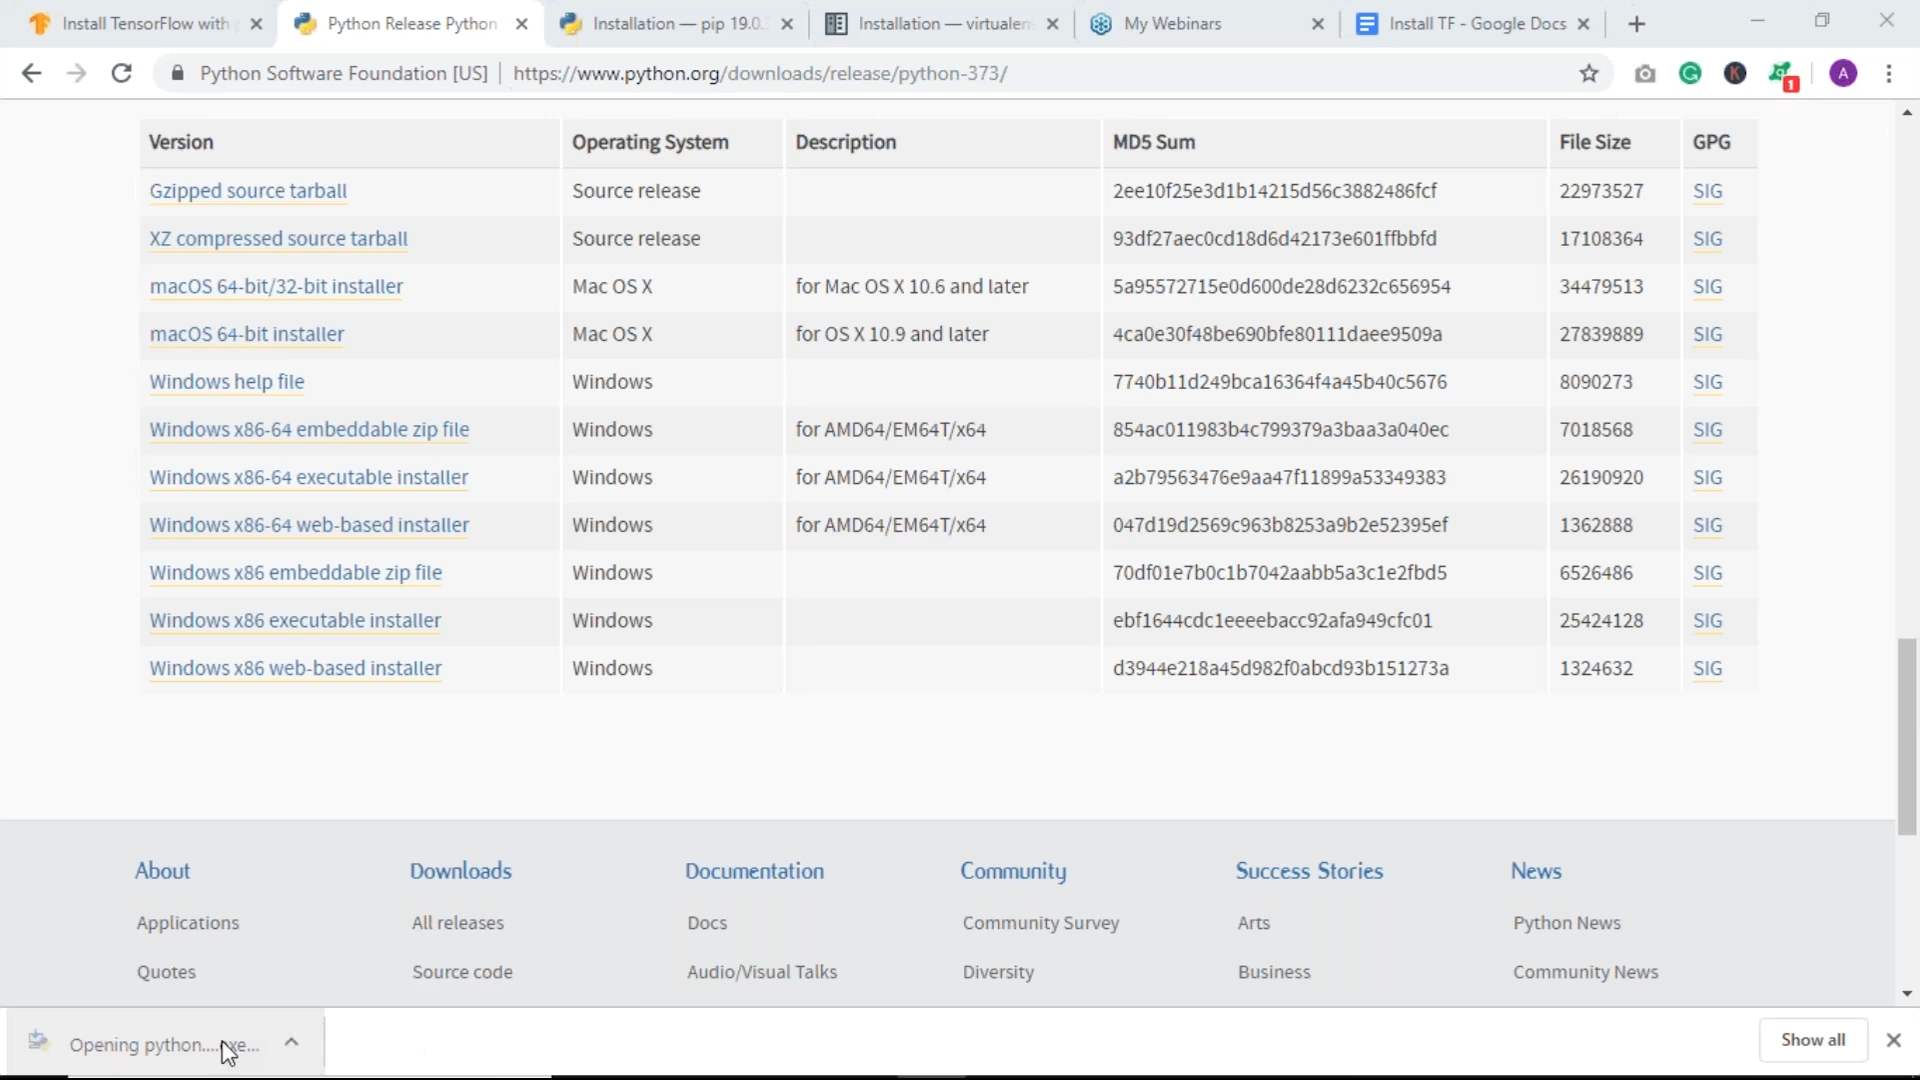 Install TensorFlow with
Python Release Python
Installation — pip 19.0.
Installation — virtualen
My Webinars
Install TF - Google Docs
Python Software Foundation [US]
https://www.python.org/downloads/release/python-373/
K
1
A
Version Operating System Description MD5 Sum File Size GPG
Gzipped source tarball Source release 2ee10f25e3d1b14215d56c3882486fcf 22973527 SIG
XZ compressed source tarball Source release 93df27aec0cd18d6d42173e601ffbbfd 17108364 SIG
macOS 64-bit/32-bit installer Mac OS X for Mac OS X 10.6 and later 5a95572715e0d600de28d6232c656954 34479513 SIG
macOS 64-bit installer Mac OS X for OS X 10.9 and later 4ca0e30f48be690bfe80111daee9509a 27839889 SIG
Windows help file Windows 7740b11d249bca16364f4a45b40c5676 8090273 SIG
Windows x86-64 embeddable zip file Windows for AMD64/EM64T/x64 854ac011983b4c799379a3baa3a040ec 7018568 SIG
Windows x86-64 executable installer Windows for AMD64/EM64T/x64 a2b79563476e9aa47f11899a53349383 26190920 SIG
Windows x86-64 web-based installer Windows for AMD64/EM64T/x64 047d19d2569c963b8253a9b2e52395ef 1362888 SIG
Windows x86 embeddable zip file Windows 70df01e7b0c1b7042aabb5a3c1e2fbd5 6526486 SIG
Windows x86 executable installer Windows ebf1644cdc1eeeebacc92afa949cfc01 25424128 SIG
Windows x86 web-based installer Windows d3944e218a45d982f0abcd93b151273a 1324632 SIG
About Downloads Documentation Community Success Stories News
Applications All releases Docs Community Survey Arts Python News
Quotes Source code Audio/Visual Talks Diversity Business Community News
Opening python....exe...
Show all